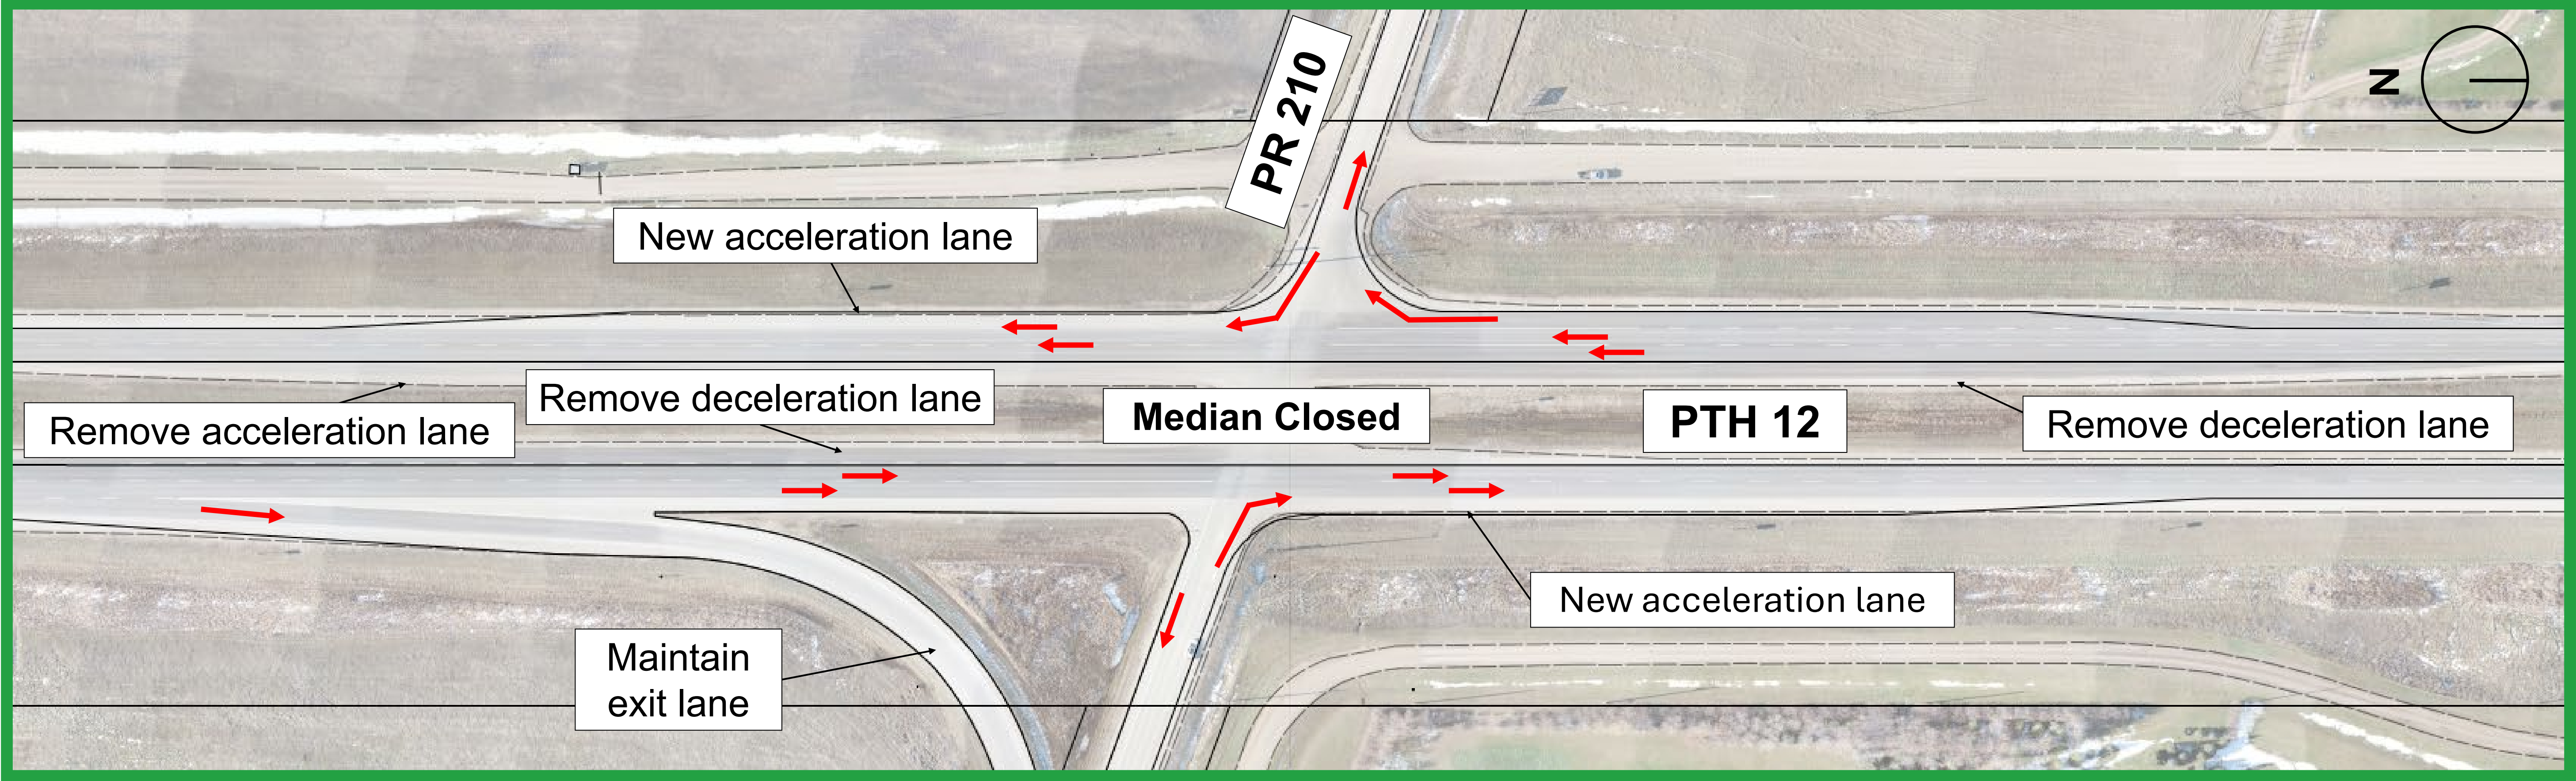 PR 210
N
New acceleration lane
Remove deceleration lane
Remove acceleration lane
Median Closed
PTH 12
Remove deceleration lane
New acceleration lane
Maintain
exit lane